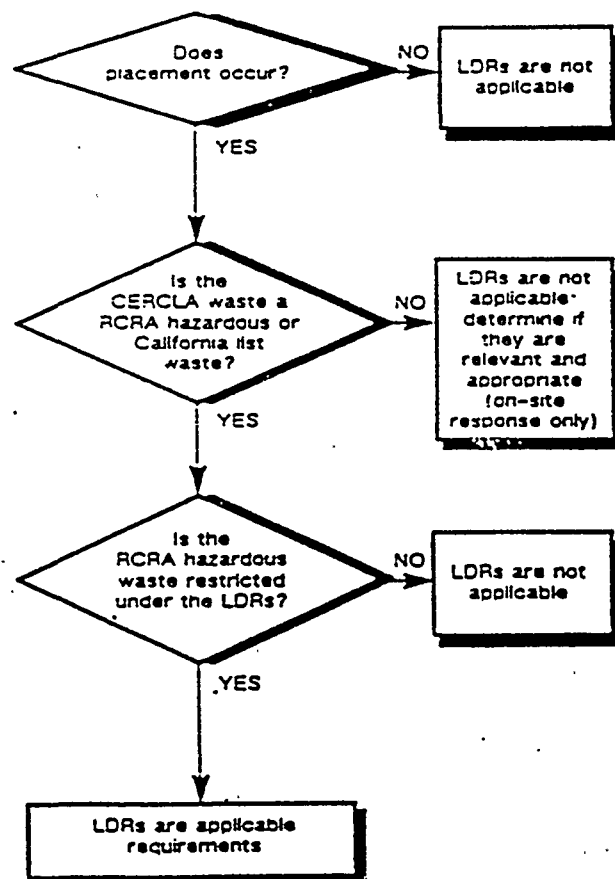 Does
placement occur?
NO
LDRs are not
applicable
YES
Is the
CERCLA waste a
RCRA hazardous or
California list
waste?
NO
LDRs are not
applicable;
determine if
they are
relevant and
appropriate
(on-site
response only)
YES
Is the
RCRA hazardous
waste restricted
under the LDRs?
NO
LDRs are not
applicable
YES
LDRs are applicable
requirements